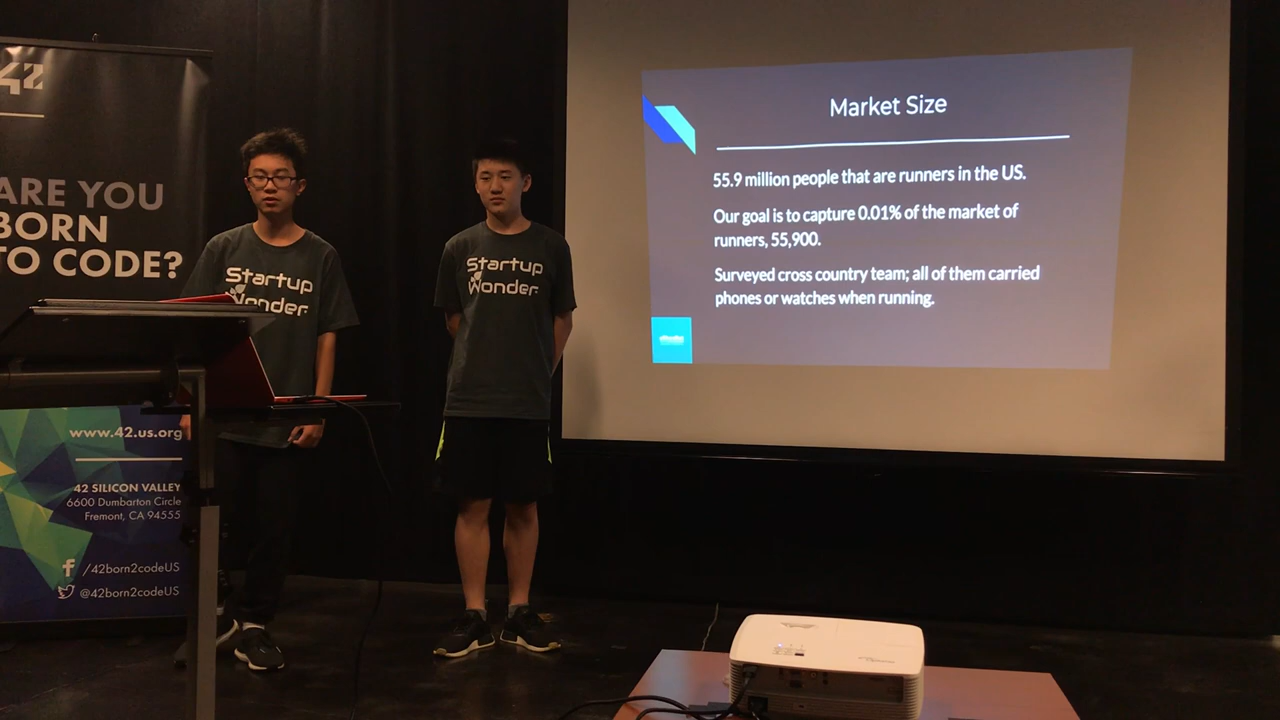 42
ARE YOU
BORN
TO CODE?
www.42.us.org
42 SILICON VALLEY
6600 Dumbarton Circle
Fremont, CA 94555
/42born2codeUS
@42born2codeUS
Startup
Wonder
Startup
Wonder
Market Size
55.9 million people that are runners in the US.
Our goal is to capture 0.01% of the market of
runners, 55,900.
Surveyed cross country team; all of them carried
phones or watches when running.